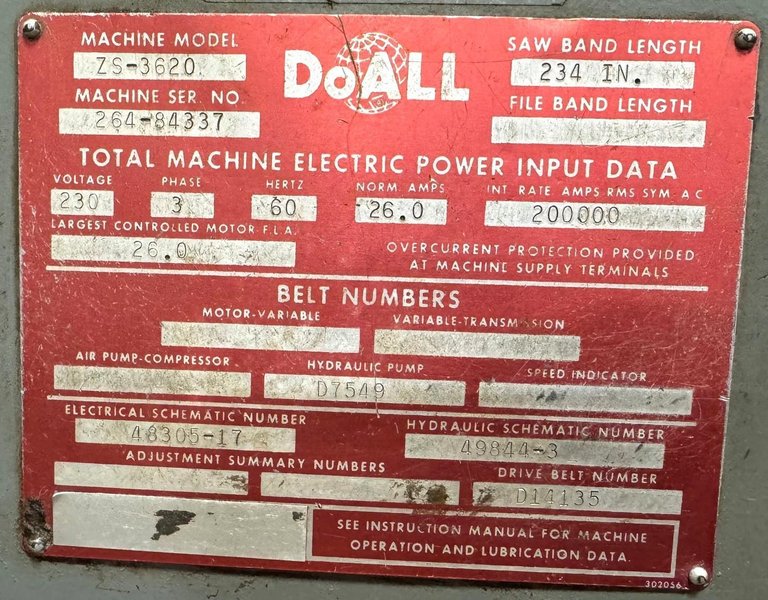 MACHINE MODEL
ZS-3620
DOALL
SAW BAND LENGTH
234 IN.
MACHINE SER. NO.
264-84337
FILE BAND LENGTH
TOTAL MACHINE ELECTRIC POWER INPUT DATA
VOLTAGE PHASE HERTZ NORM. AMPS. INT. RATE. AMPS RMS SYM. A C
230 3 60 26.0 200000
LARGEST CONTROLLED MOTOR F.L.A.
26.0
OVERCURRENT PROTECTION PROVIDED
AT MACHINE SUPPLY TERMINALS
BELT NUMBERS
MOTOR-VARIABLE VARIABLE-TRANSMISSION
AIR PUMP-COMPRESSOR HYDRAULIC PUMP SPEED INDICATOR
D7549
ELECTRICAL SCHEMATIC NUMBER HYDRAULIC SCHEMATIC NUMBER
48305-17 49844-3
ADJUSTMENT SUMMARY NUMBERS DRIVE BELT NUMBER
D14135
SEE INSTRUCTION MANUAL FOR MACHINE
OPERATION AND LUBRICATION DATA.
302056